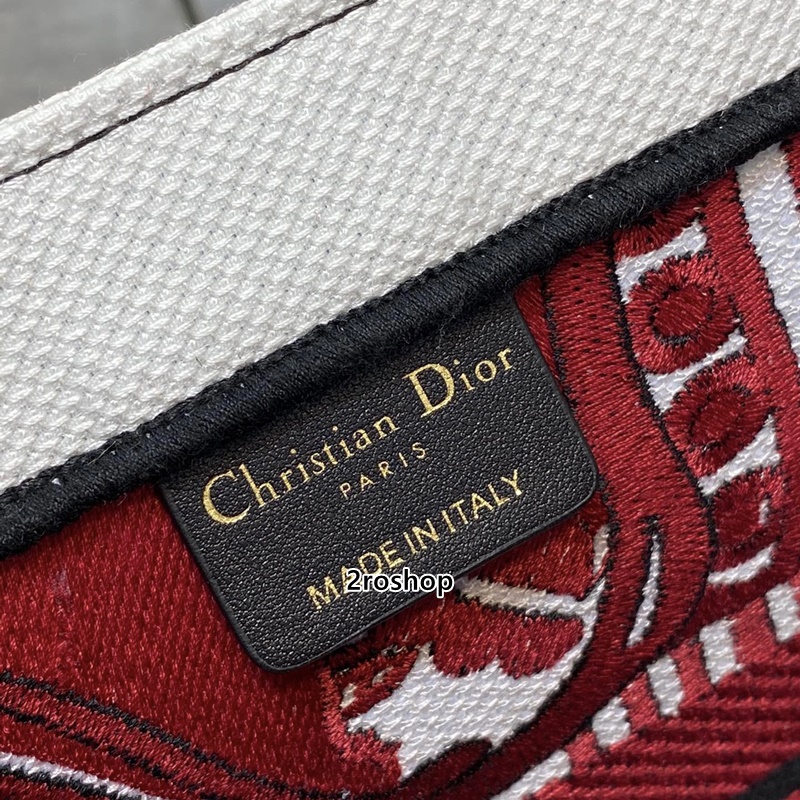 Christian Dior
PARIS
MADE IN ITALY
2roshop